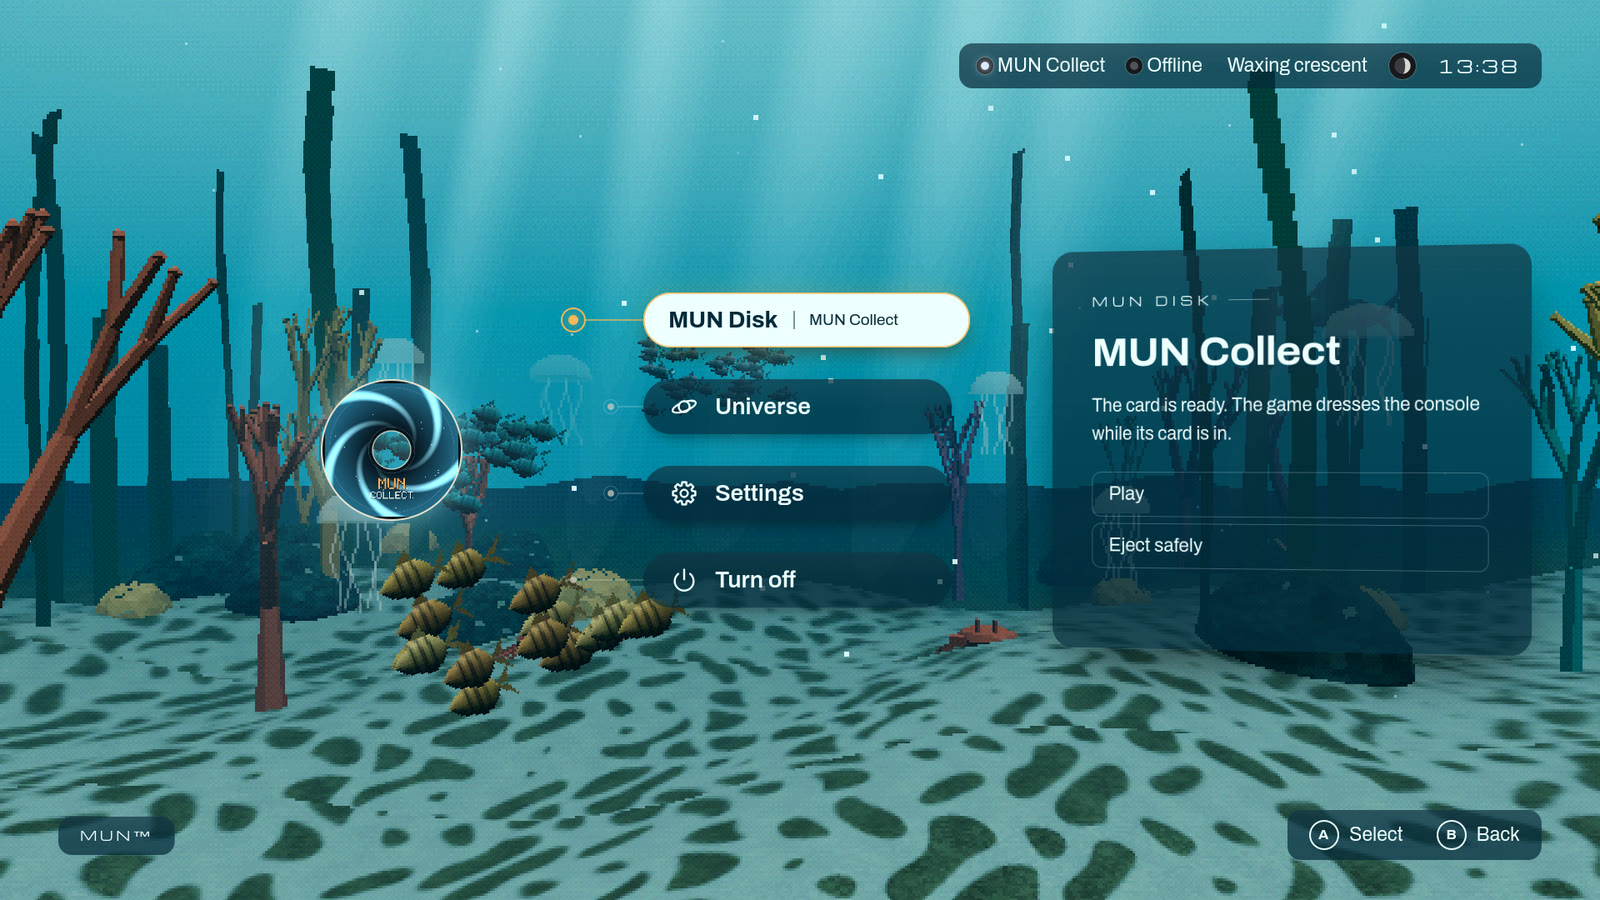 MUN Collect Offline Waxing crescent 13:38
MUN Disk | MUN Collect
Universe
Settings
Turn off
MUN
COLLECT
MUN DISK
MUN Collect
The card is ready. The game dresses the console
while its card is in.
Play
Eject safely
MUN™
A Select B Back